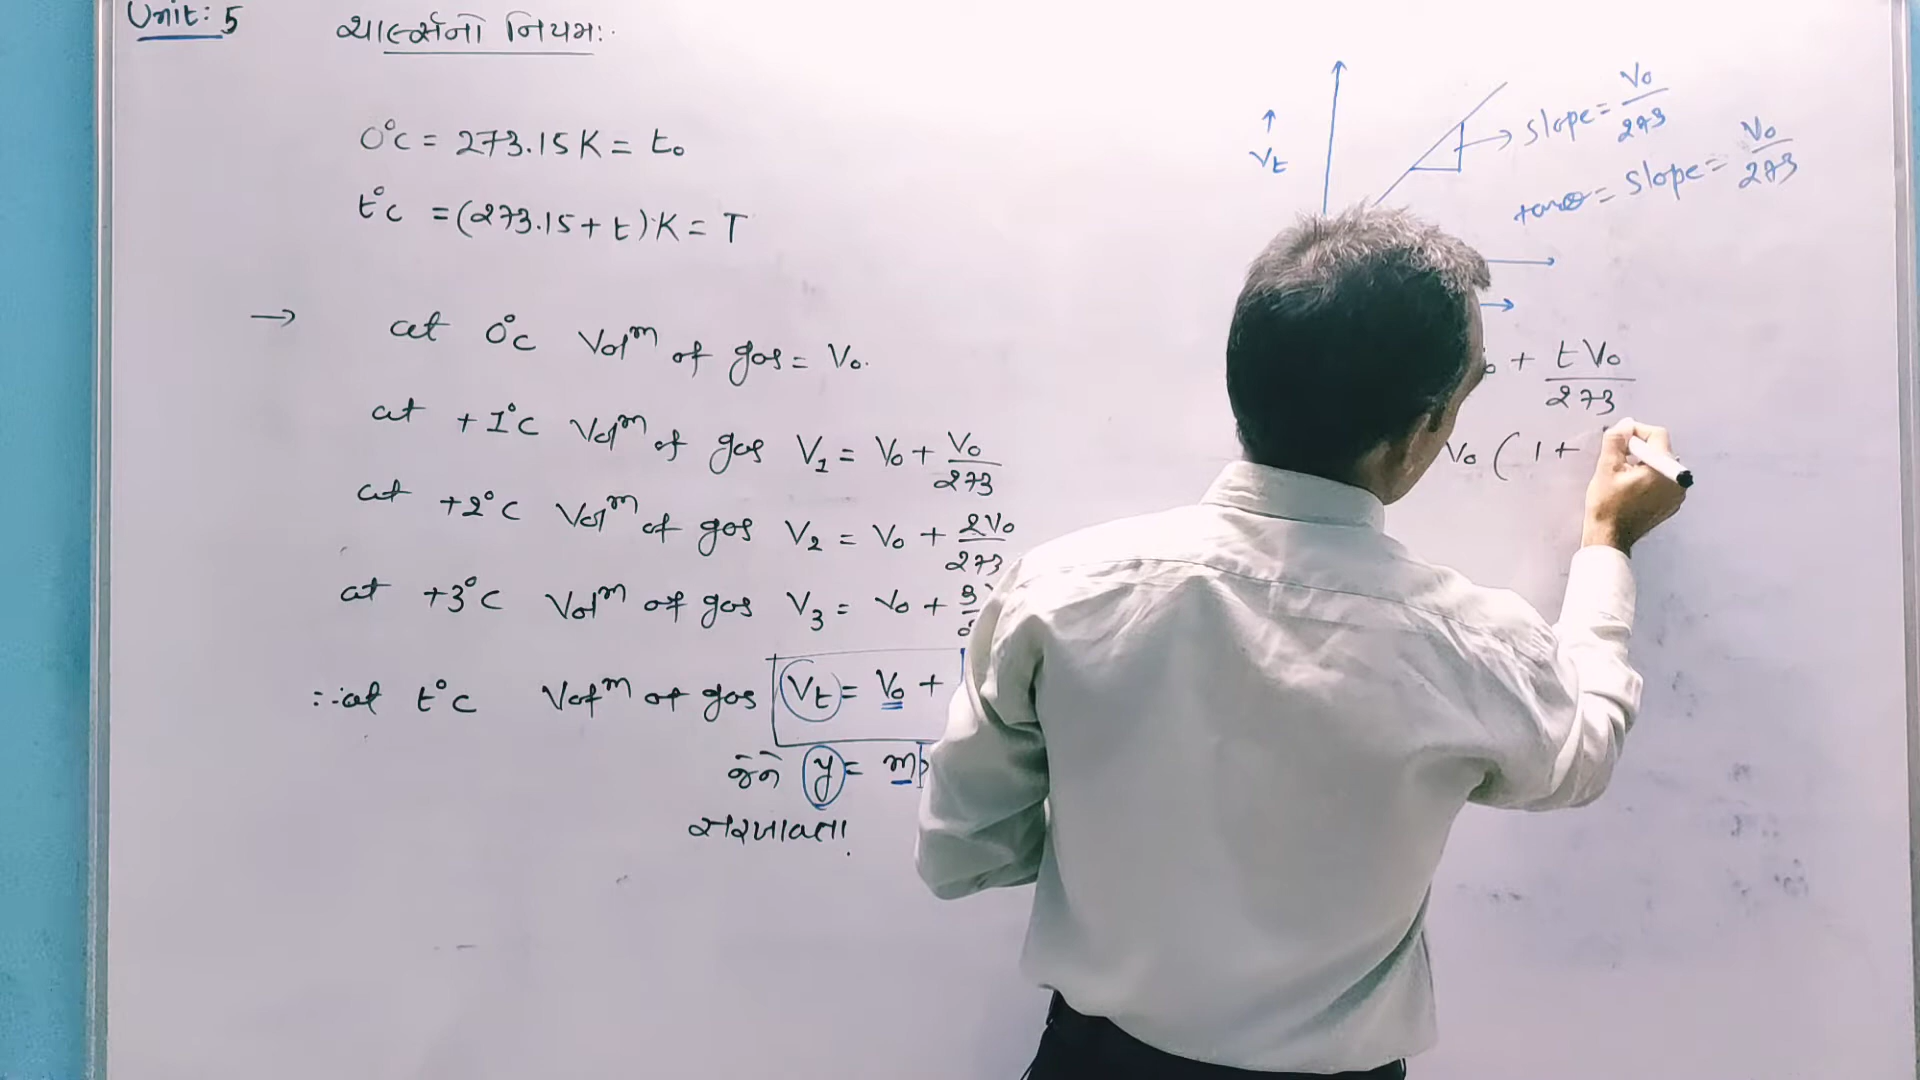 Unit: 5
ચાર્લ્સનો નિયમ:
0°C = 273.15 K = t₀
t°C = (273.15 + t) K = T
→ at 0°C Volᵐ of gas = V₀.
at +1°C Volᵐ of gas V₁ = V₀ + V₀/273
at +2°C Volᵐ of gas V₂ = V₀ + 2V₀/273
at +3°C Volᵐ of gas V₃ = V₀ + 3
∴ at t°C Volᵐ of gas Vt = V₀ +
જેને y = m
સરખાવતા
↑
Vt
slope = V₀/273
tanθ = slope = V₀/273
+ tV₀/273
V₀ ( 1 +